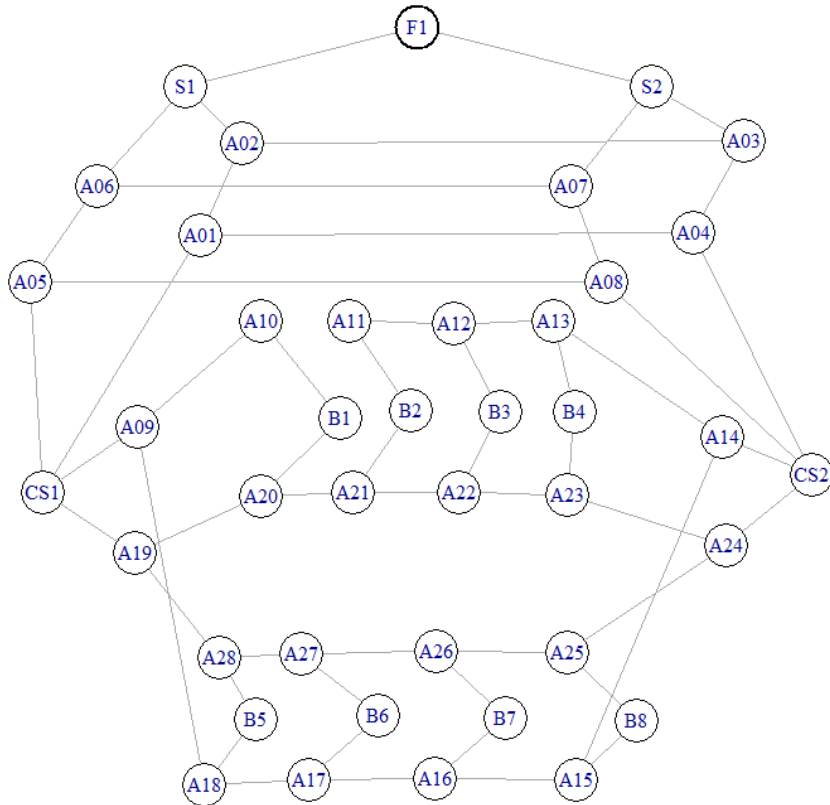 F1
S1 S2
A02 A03
A06 A07
A01 A04
A05 A08
A10 A11 A12 A13
B1 B2 B3 B4
A09 A14
CS1 CS2
A20 A21 A22 A23
A19 A24
A28 A27 A26 A25
B5 B6 B7 B8
A18 A17 A16 A15